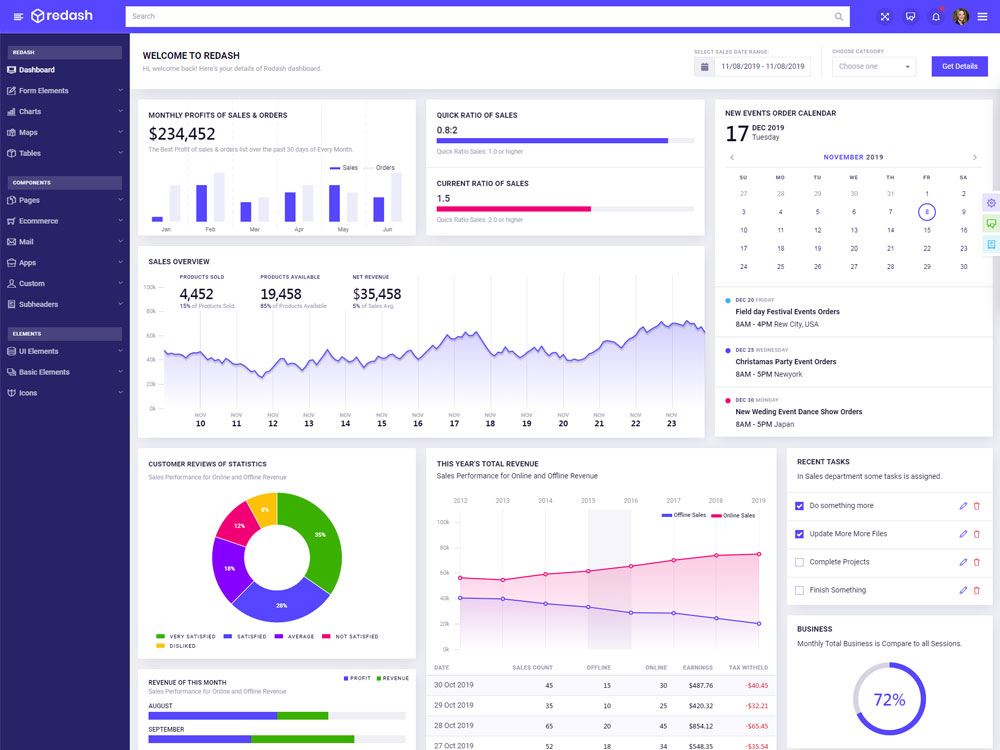 redash
Search
REDASH
Dashboard
Form Elements
Charts
Maps
Tables
COMPONENTS
Pages
Ecommerce
Mail
Apps
Custom
Subheaders
ELEMENTS
UI Elements
Basic Elements
Icons
WELCOME TO REDASH
Hi, welcome back! Here's your details of Redash dashboard.
SELECT SALES DATE RANGE:
11/08/2019 - 11/08/2019
CHOOSE CATEGORY
Choose one
Get Details
MONTHLY PROFITS OF SALES & ORDERS
$234,452
The Best Profit of sales & orders list over the past 30 days of Every Month.
Sales Orders
Jan Feb Mar Apr May Jun
QUICK RATIO OF SALES
0.8:2
Quick Ratio Sales: 1.0 or higher
CURRENT RATIO OF SALES
1.5
Quick Ratio Sales: 2.0 or higher
NEW EVENTS ORDER CALENDAR
17 DEC 2019
Tuesday
NOVEMBER 2019
SU MO TU WE TH FR SA
27 28 29 30 31 1 2
3 4 5 6 7 8 9
10 11 12 13 14 15 16
17 18 19 20 21 22 23
24 25 26 27 28 29 30
DEC 20 FRIDAY
Field day Festival Events Orders
8AM - 4PM Rew City, USA
DEC 25 WEDNESDAY
Christmas Party Event Orders
8AM - 5PM Newyork
DEC 30 MONDAY
New Weding Event Dance Show Orders
8AM - 5PM Japan
SALES OVERVIEW
PRODUCTS SOLD
4,452
15% of Products Sold
PRODUCTS AVAILABLE
19,458
85% of Products Available
NET REVENUE
$35,458
5% of Sales Avg.
100k
80k
60k
40k
20k
0k
NOV NOV NOV NOV NOV NOV NOV NOV NOV NOV NOV NOV NOV NOV
10 11 12 13 14 15 16 17 18 19 20 21 22 23
CUSTOMER REVIEWS OF STATISTICS
Sales Performance for Online and Offline Revenue
8%
35%
12%
18%
28%
VERY SATISFIED SATISFIED AVERAGE NOT SATISFIED
DISLIKED
THIS YEAR'S TOTAL REVENUE
Sales Performance for Online and Offline Revenue
2012 2013 2014 2015 2016 2017 2018 2019
Offline Sales Online Sales
100k
80k
60k
40k
20k
0k
DATE SALES COUNT OFFLINE ONLINE EARNINGS TAX WITHELD
30 Oct 2019 45 15 30 $487.76 -$40.45
29 Oct 2019 35 10 25 $420.32 -$32.21
28 Oct 2019 65 20 45 $854.12 -$65.45
27 Oct 2019 52 18 34 $548.35 -$35.54
RECENT TASKS
In Sales department some tasks is assigned.
Do something more
Update More More Files
Complete Projects
Finish Something
BUSINESS
Monthly Total Business is Compare to all Sessions.
72%
REVENUE OF THIS MONTH
PROFIT REVENUE
Sales Performance for Online and Offline Revenue
AUGUST
SEPTEMBER